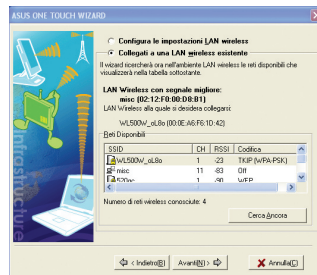 ASUS ONE TOUCH WIZARD
Configura le impostazioni LAN wireless
Collegati a una LAN wireless esistente
Il wizard ricercherà ora nell'ambiente LAN wireless le reti disponibili che
visualizzerà nella tabella sottostante.
LAN Wireless con segnale migliore:
misc (02:12:F0:00:D8:B1)
LAN Wireless alla quale si desidera collegarsi:
WL500W_oL8o (00:0E:A6:F6:1D:42)
Reti Disponibili
SSID CH RSSI Codifica
WL500W_oL8o 1 -23 TKIP (WPA-PSK)
misc 11 -83 Off
1 -90 WEP
Numero di reti wireless conosciute: 4
Cerca Ancora
Infrastructure
< Indietro(B) Avanti(N) > Annulla(C)